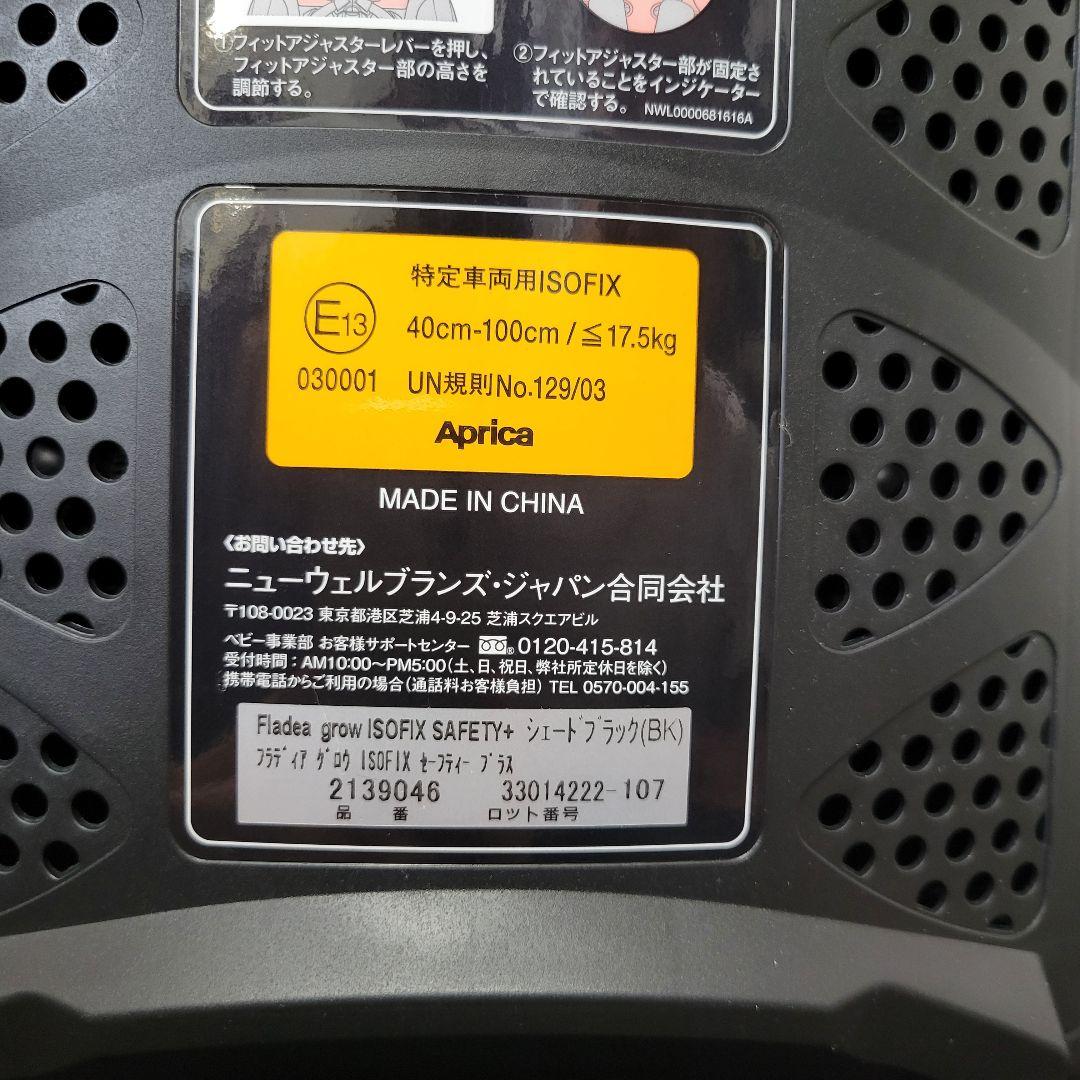 ①フィットアジャスターレバーを押し、
フィットアジャスター部の高さを
調節する。
②フィットアジャスター部が固定さ
れていることをインジケーター
で確認する。
NWL0000681616A
特定車両用ISOFIX
E13
40cm-100cm / ≦17.5kg
030001 UN規則No.129/03
Aprica
MADE IN CHINA
〈お問い合わせ先〉
ニューウェルブランズ・ジャパン合同会社
〒108-0023 東京都港区芝浦4-9-25 芝浦スクエアビル
ベビー事業部 お客様サポートセンター 0120-415-814
受付時間：AM10:00〜PM5:00（土、日、祝日、弊社所定休日を除く）
携帯電話からご利用の場合（通話料お客様負担） TEL 0570-004-155
Fladea grow ISOFIX SAFETY+ シェードブラック(BK)
フラディア グロウ ISOFIX セーフティー プラス
2139046 33014222-107
品 番 ロット番号